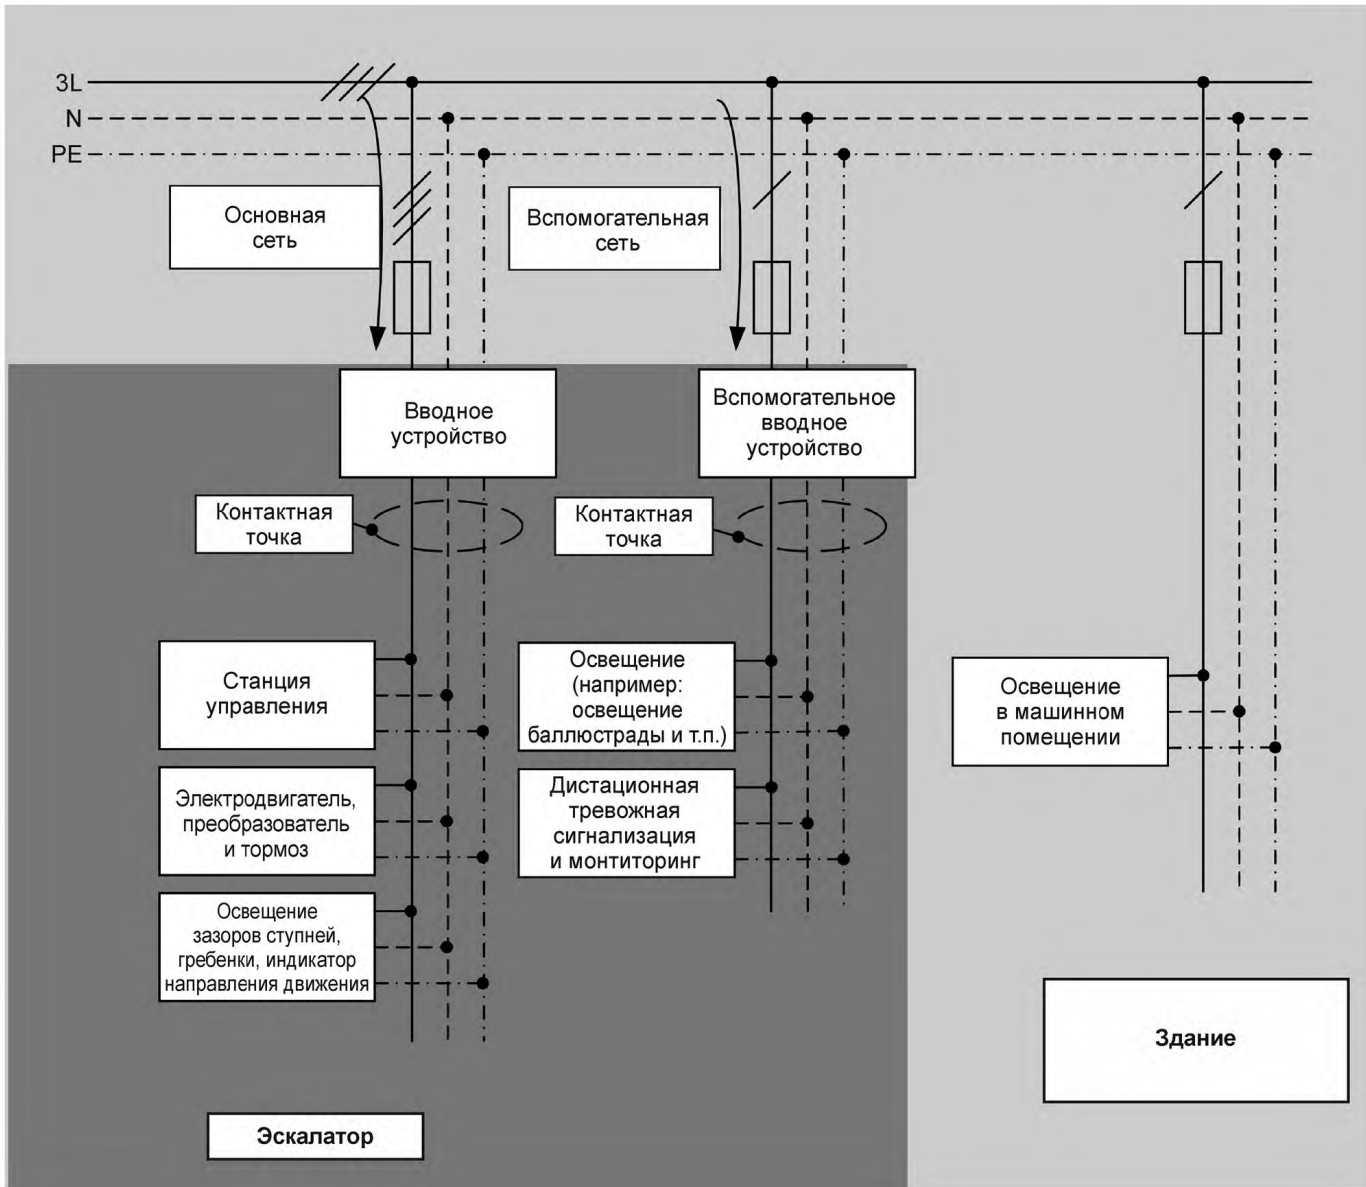 3L
N
PE
Основная
сеть
Вспомогательная
сеть
Вводное
устройство
Вспомогательное
вводное
устройство
Контактная
точка
Контактная
точка
Станция
управления
Освещение
(например:
освещение
баллюстрады и т.п.)
Освещение
в машинном
помещении
Электродвигатель,
преобразователь
и тормоз
Дистационная
тревожная
сигнализация
и монтиторинг
Освещение
зазоров ступней,
гребенки, индикатор
направления движения
Здание
Эскалатор